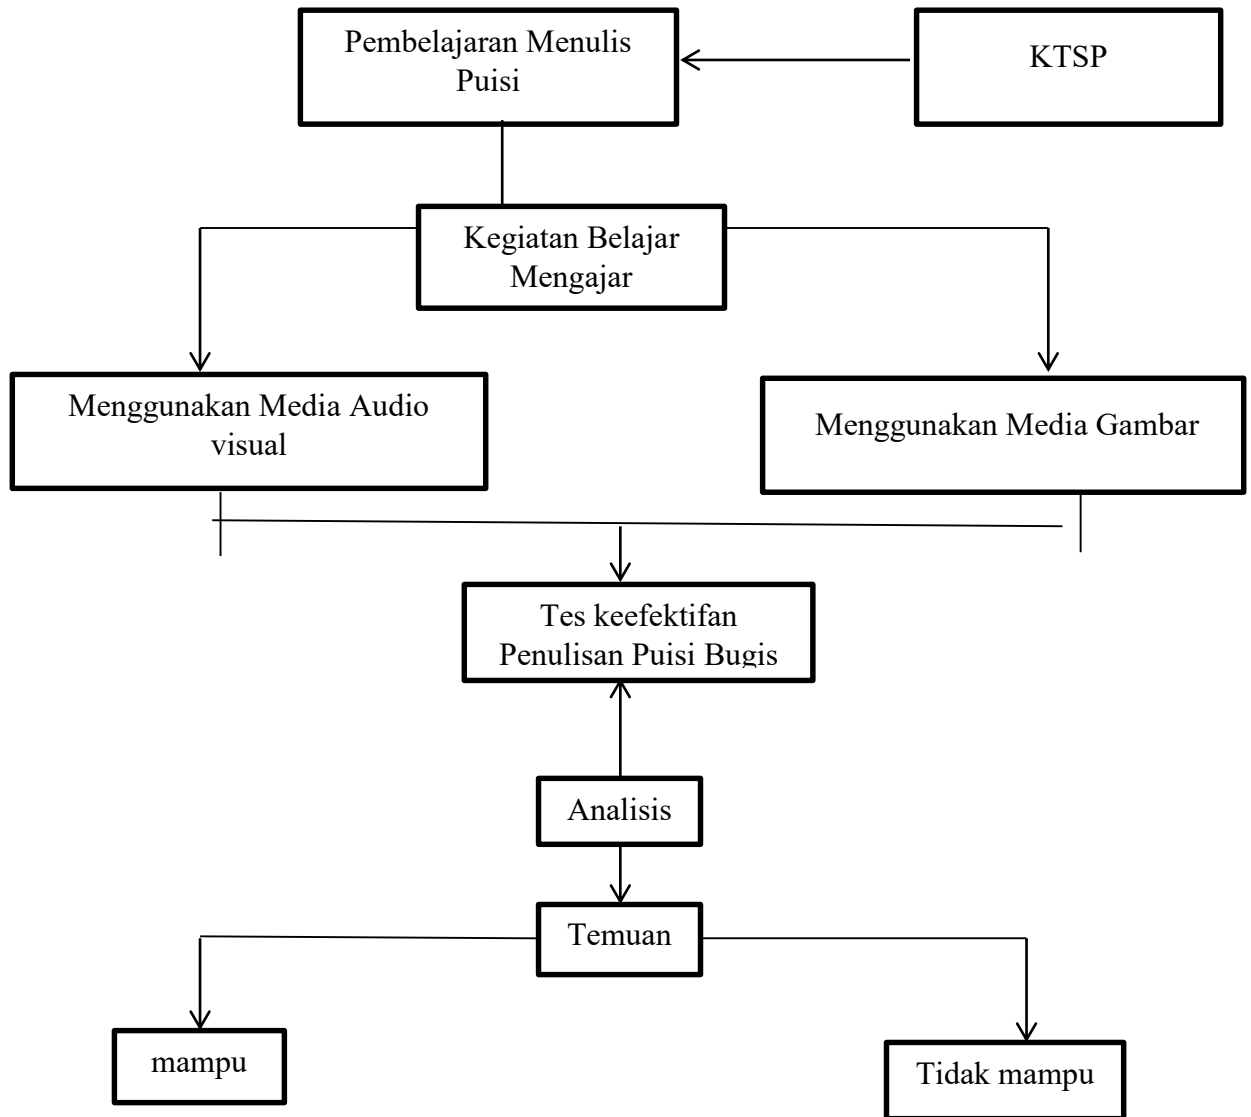 Pembelajaran Menulis
Puisi
KTSP
Kegiatan Belajar
Mengajar
Menggunakan Media Audio
visual
Menggunakan Media Gambar
Tes keefektifan
Penulisan Puisi Bugis
Analisis
Temuan
mampu
Tidak mampu